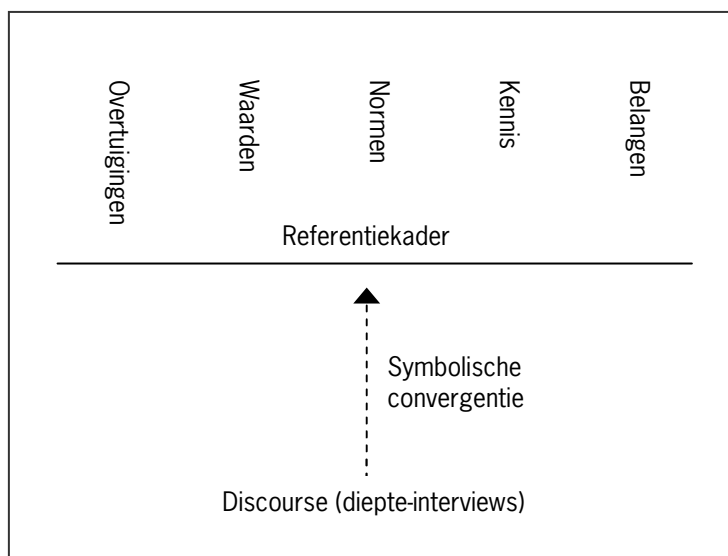 Overtuigingen
Waarden
Normen
Kennis
Belangen
Referentiekader
Symbolische
convergentie
Discourse (diepte-interviews)